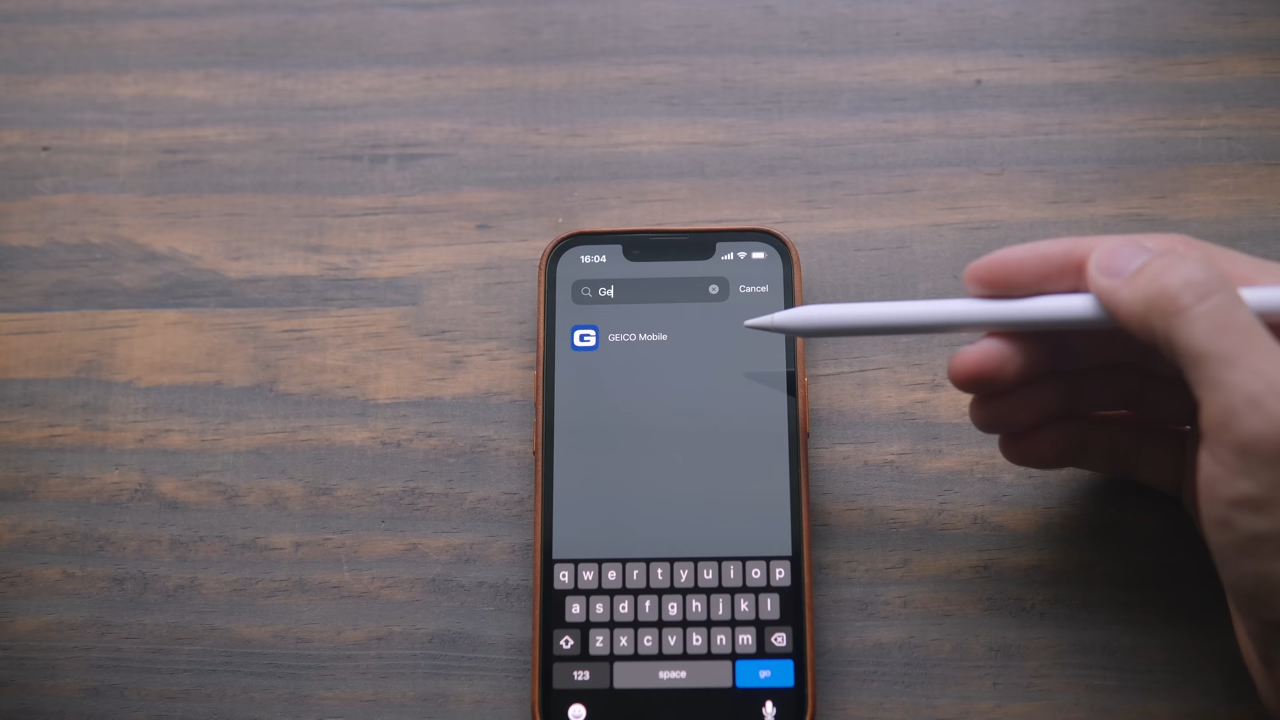 16:04
Ge
Cancel
G
GEICO Mobile
q w e r t y u i o p
a s d f g h j k l
z x c v b n m
123 space go